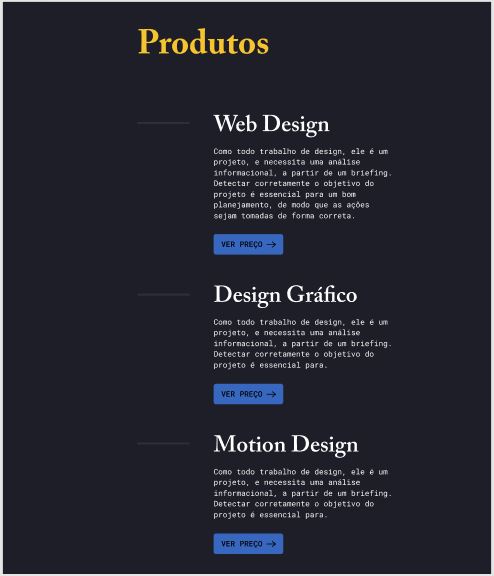 Produtos
Web Design
Como todo trabalho de design, ele é um
projeto, e necessita uma análise
informacional, a partir de um briefing.
Detectar corretamente o objetivo do
projeto é essencial para um bom
planejamento, de modo que as ações
sejam tomadas de forma correta.
VER PREÇO →
Design Gráfico
Como todo trabalho de design, ele é um
projeto, e necessita uma análise
informacional, a partir de um briefing.
Detectar corretamente o objetivo do
projeto é essencial para.
VER PREÇO →
Motion Design
Como todo trabalho de design, ele é um
projeto, e necessita uma análise
informacional, a partir de um briefing.
Detectar corretamente o objetivo do
projeto é essencial para.
VER PREÇO →